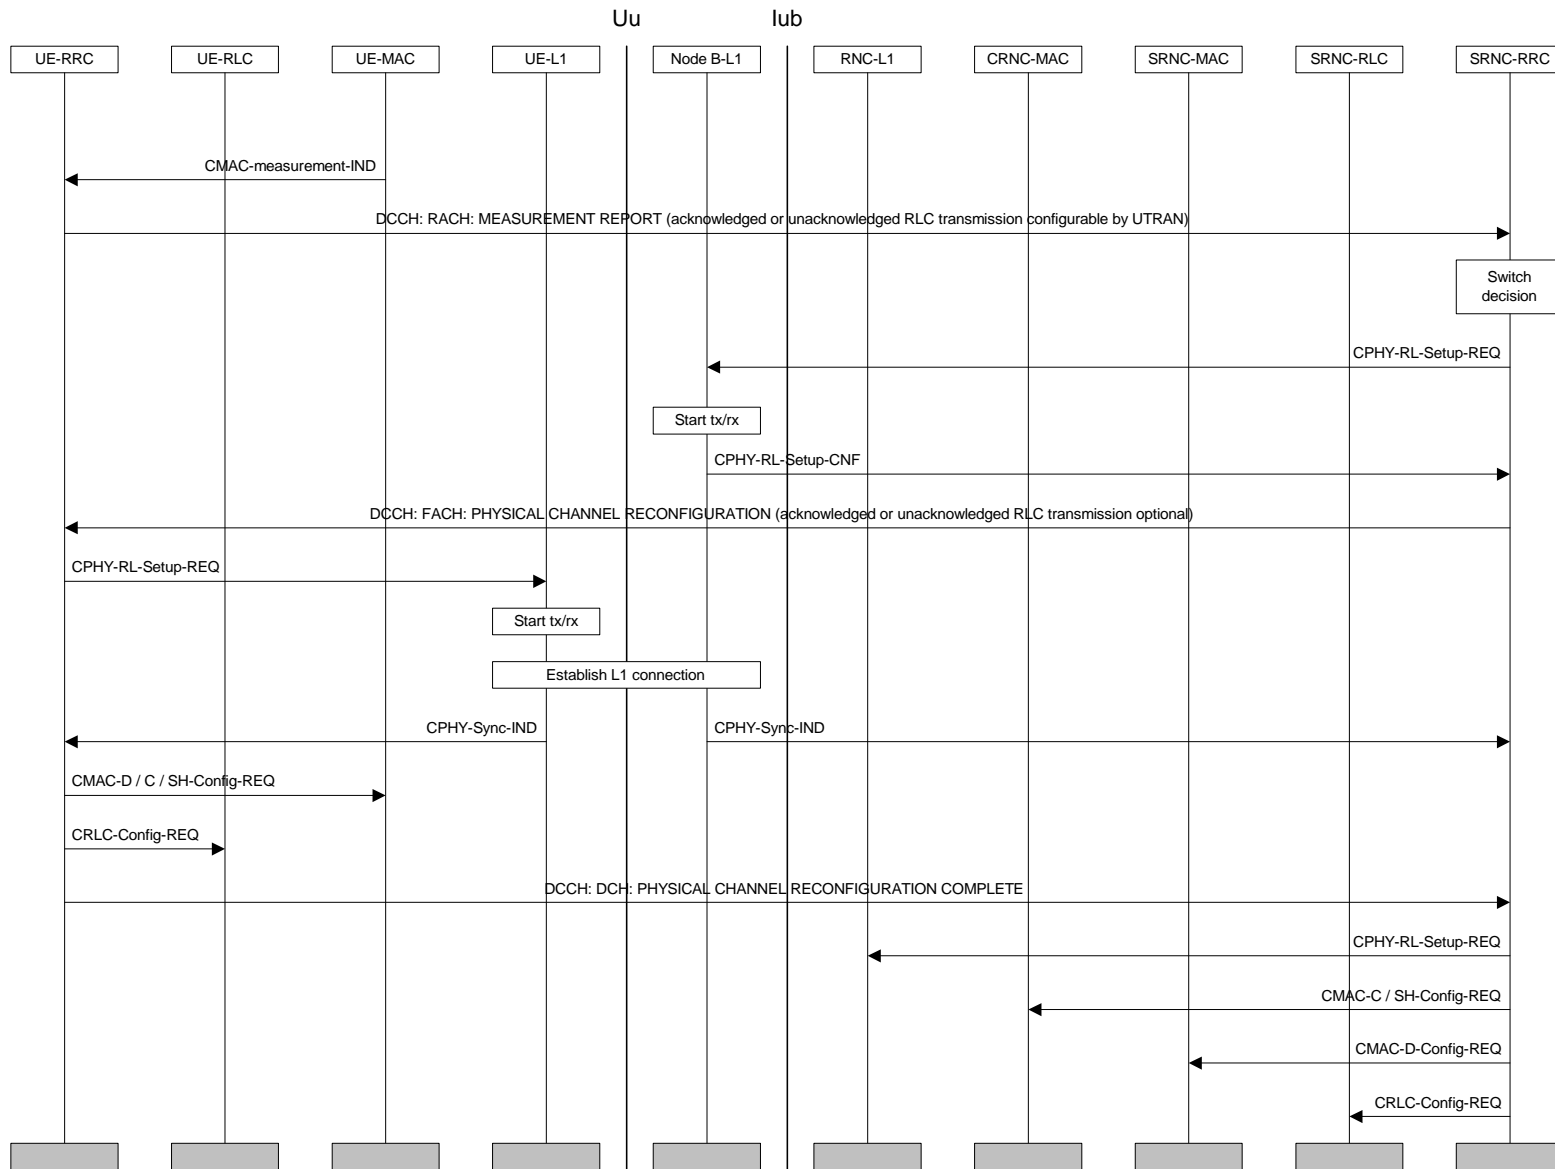 Uu
Iub
UE-RRC
UE-RLC
UE-MAC
UE-L1
Node B-L1
RNC-L1
CRNC-MAC
SRNC-MAC
SRNC-RLC
SRNC-RRC
CMAC-measurement-IND
DCCH: RACH: MEASUREMENT REPORT (acknowledged or unacknowledged RLC transmission configurable by UTRAN)
Switch
decision
CPHY-RL-Setup-REQ
Start tx/rx
CPHY-RL-Setup-CNF
DCCH: FACH: PHYSICAL CHANNEL RECONFIGURATION (acknowledged or unacknowledged RLC transmission optional)
CPHY-RL-Setup-REQ
Start tx/rx
Establish L1 connection
CPHY-Sync-IND
CPHY-Sync-IND
CMAC-D / C / SH-Config-REQ
CRLC-Config-REQ
DCCH: DCH: PHYSICAL CHANNEL RECONFIGURATION COMPLETE
CPHY-RL-Setup-REQ
CMAC-C / SH-Config-REQ
CMAC-D-Config-REQ
CRLC-Config-REQ